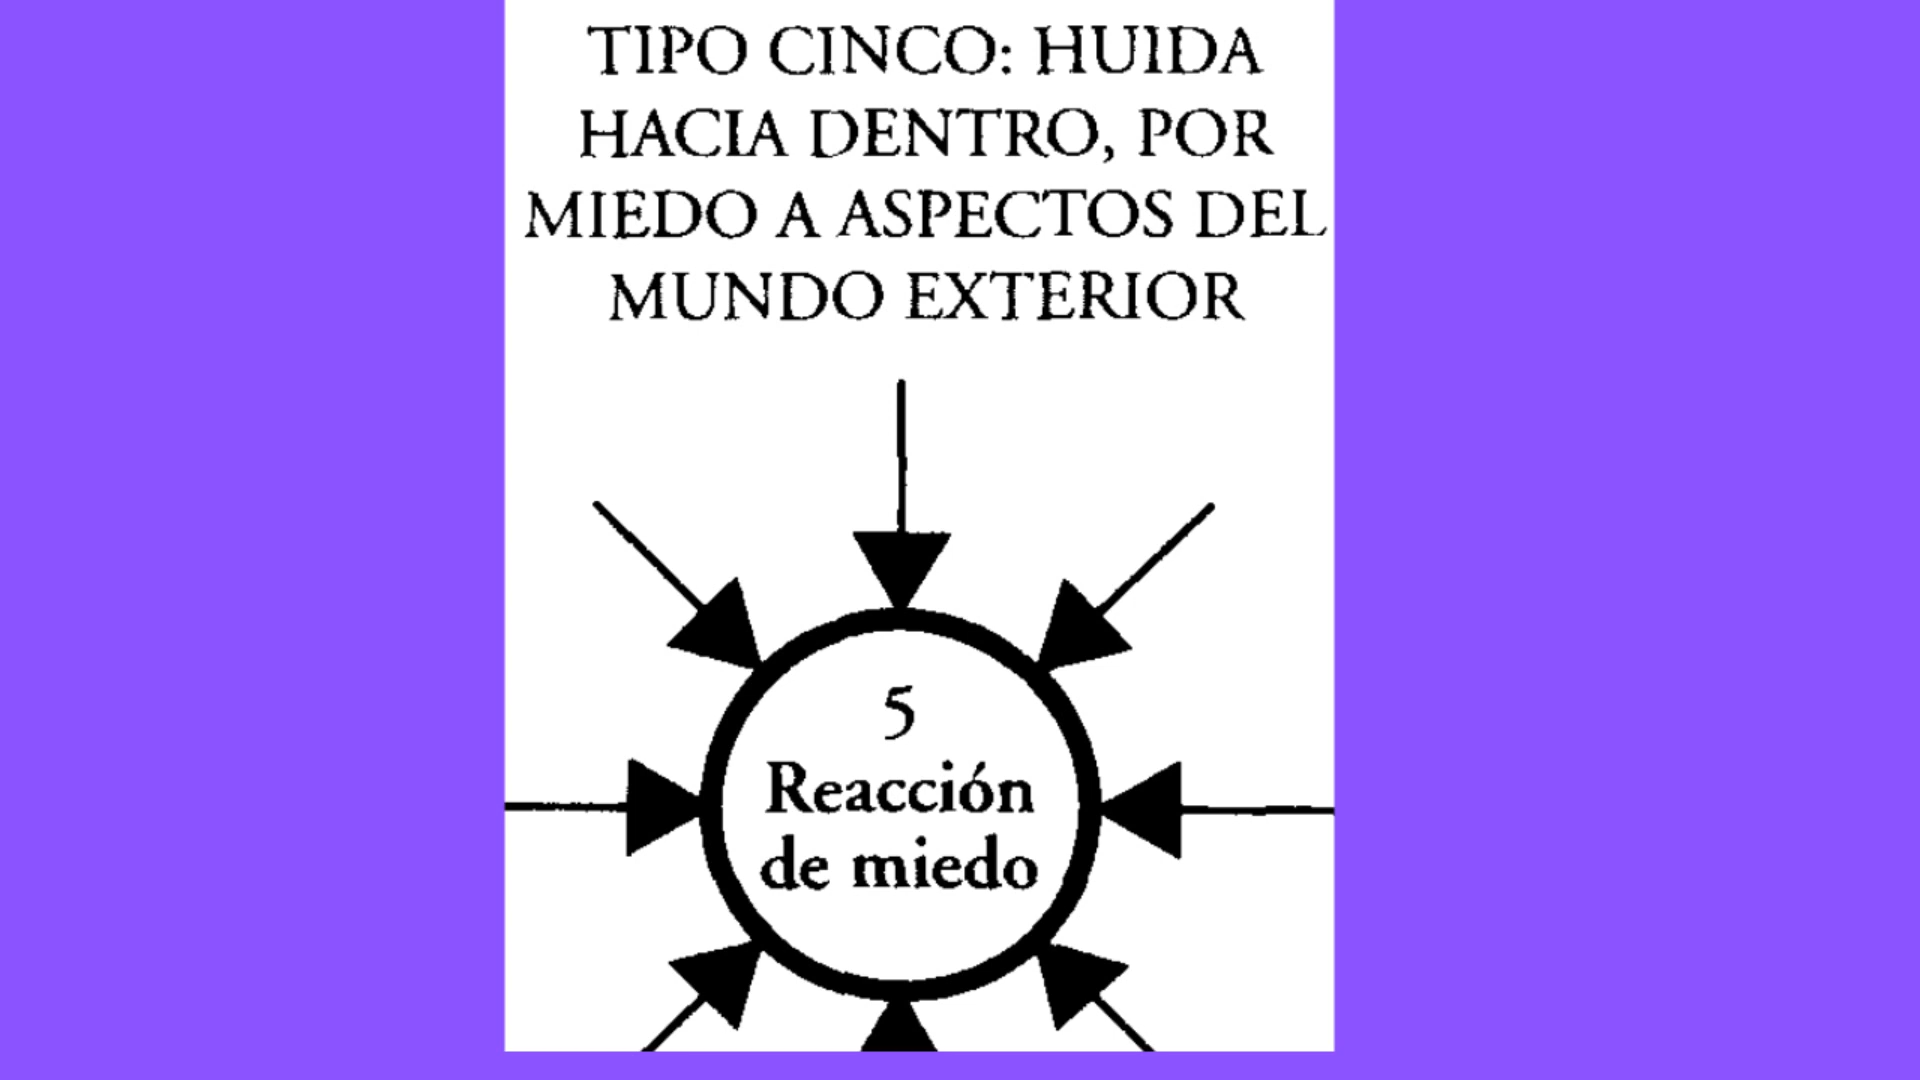 TIPO CINCO: HUIDA
HACIA DENTRO, POR
MIEDO A ASPECTOS DEL
MUNDO EXTERIOR
5
Reacción
de miedo